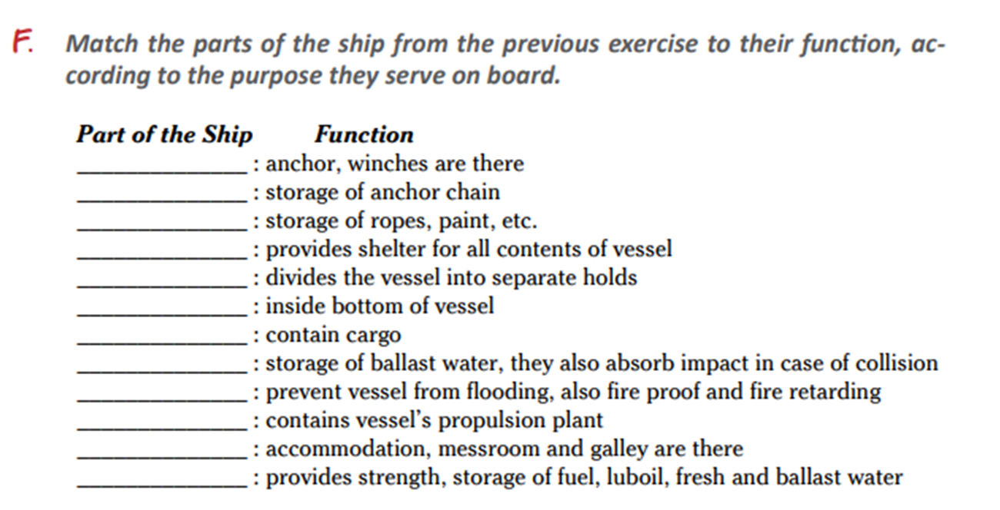 F. Match the parts of the ship from the previous exercise to their function, ac-
cording to the purpose they serve on board.
Part of the Ship Function
______________ : anchor, winches are there
______________ : storage of anchor chain
______________ : storage of ropes, paint, etc.
______________ : provides shelter for all contents of vessel
______________ : divides the vessel into separate holds
______________ : inside bottom of vessel
______________ : contain cargo
______________ : storage of ballast water, they also absorb impact in case of collision
______________ : prevent vessel from flooding, also fire proof and fire retarding
______________ : contains vessel's propulsion plant
______________ : accommodation, messroom and galley are there
______________ : provides strength, storage of fuel, luboil, fresh and ballast water